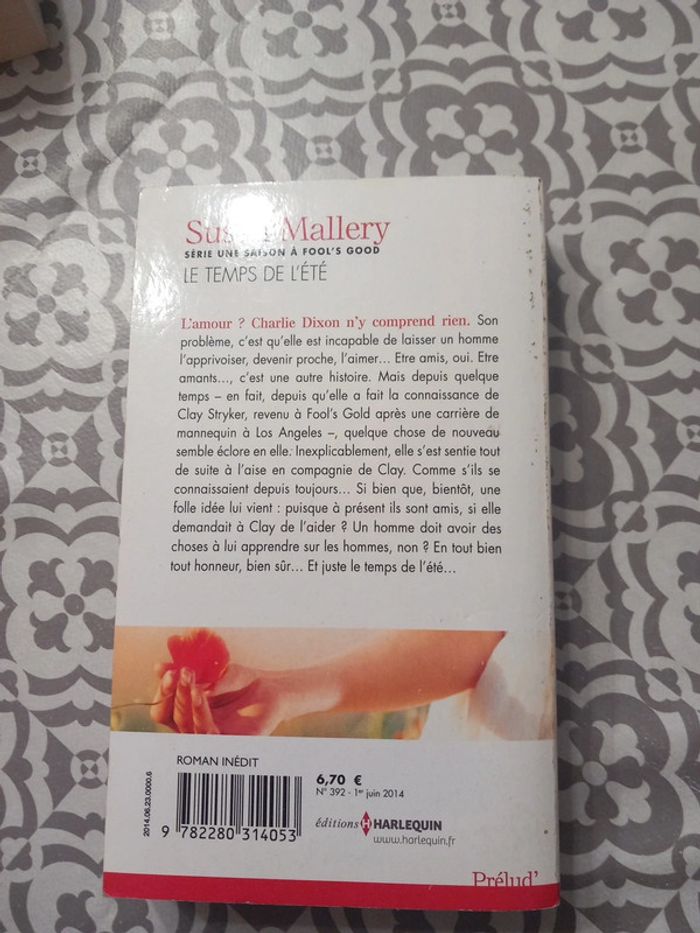 Susan Mallery
SÉRIE UNE SAISON À FOOL'S GOOD
LE TEMPS DE L'ÉTÉ
L'amour ? Charlie Dixon n'y comprend rien. Son
problème, c'est qu'elle est incapable de laisser un homme
l'apprivoiser, devenir proche, l'aimer... Etre amis, oui. Etre
amants..., c'est une autre histoire. Mais depuis quelque
temps – en fait, depuis qu'elle a fait la connaissance de
Clay Stryker, revenu à Fool's Gold après une carrière de
mannequin à Los Angeles –, quelque chose de nouveau
semble éclore en elle. Inexplicablement, elle s'est sentie tout
de suite à l'aise en compagnie de Clay. Comme s'ils se
connaissaient depuis toujours... Si bien que, bientôt, une
folle idée lui vient : puisque à présent ils sont amis, si elle
demandait à Clay de l'aider ? Un homme doit avoir des
choses à lui apprendre sur les hommes, non ? En tout bien
tout honneur, bien sûr... Et juste le temps de l'été...
ROMAN INÉDIT
2014.06.23.0000.6
9 782280 314053
6,70 €
N° 392 - 1er juin 2014
éditions HARLEQUIN
www.harlequin.fr
Prélud'